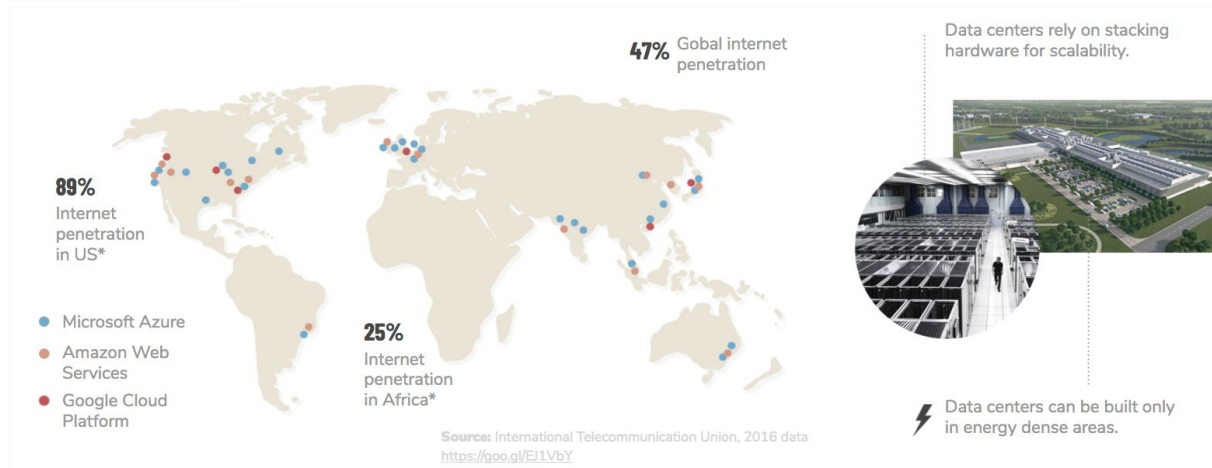 47% Gobal internet
penetration
Data centers rely on stacking
hardware for scalability.
89%
Internet
penetration
in US*
Microsoft Azure
Amazon Web
Services
Google Cloud
Platform
25%
Internet
penetration
in Africa*
Source: International Telecommunication Union, 2016 data
https://goo.gl/EJ1VbY
Data centers can be built only
in energy dense areas.